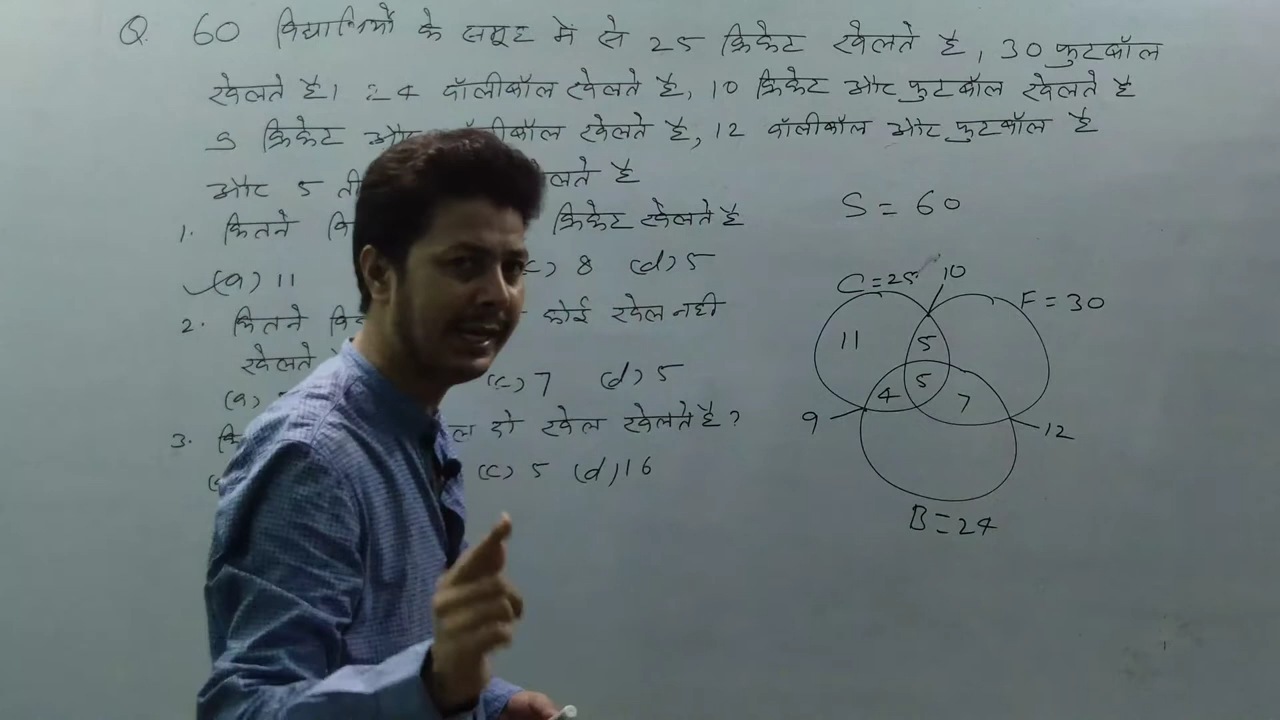 Q. 60 विद्यार्थियों के समूह में से 25 क्रिकेट खेलते है, 30 फुटबॉल
खेलते है। 24 वॉलीबॉल खेलते है, 10 क्रिकेट और फुटबॉल खेलते है
9 क्रिकेट और वॉलीबॉल खेलते है, 12 वॉलीबॉल और फुटबॉल है
और 5 है
1. कितने क्रिकेट खेलते है
(a) 11 8 (d) 5
2. कितने कोई खेल नही
खेलते
(a) (c) 7 (d) 5
3. दो खेल खेलते है?
(c) 5 (d) 16
S = 60
C = 25 10 F = 30
11 5
4 5 7
9 12
B = 24